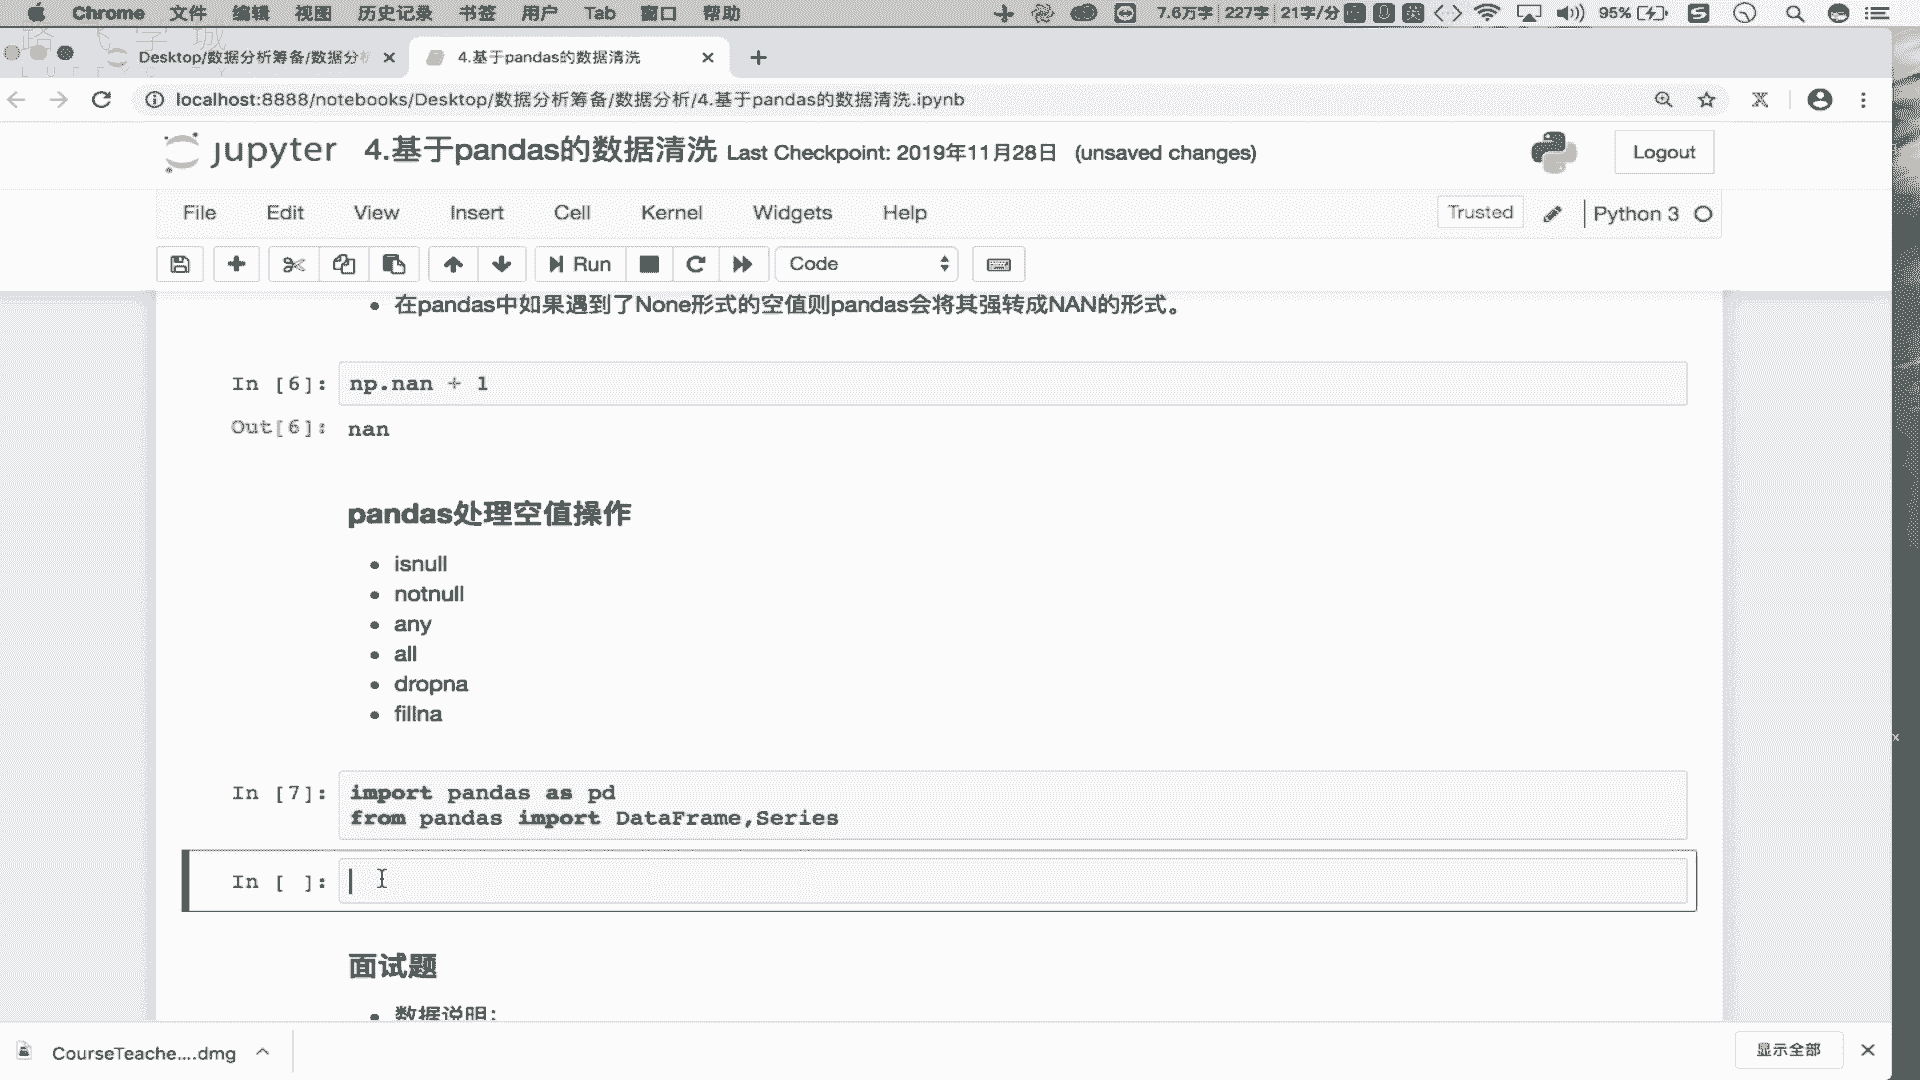 Chrome 文件 编辑 视图 历史记录 书签 用户 Tab 窗口 帮助 7.6万字 227字 21字/分 英 95%
Desktop/数据分析筹备/数据分析
4.基于pandas的数据清洗
localhost:8888/notebooks/Desktop/数据分析筹备/数据分析/4.基于pandas的数据清洗.ipynb
jupyter 4.基于pandas的数据清洗 Last Checkpoint: 2019年11月28日 (unsaved changes)
Logout
File Edit View Insert Cell Kernel Widgets Help
Trusted
Python 3
Run
Code
在pandas中如果遇到了None形式的空值则pandas会将其强转成NAN的形式。
In [6]: np.nan + 1
Out[6]: nan
pandas处理空值操作
isnull
notnull
any
all
dropna
fillna
In [7]: import pandas as pd
from pandas import DataFrame,Series
In [ ]:
面试题
数据说明:
CourseTeache....dmg
显示全部